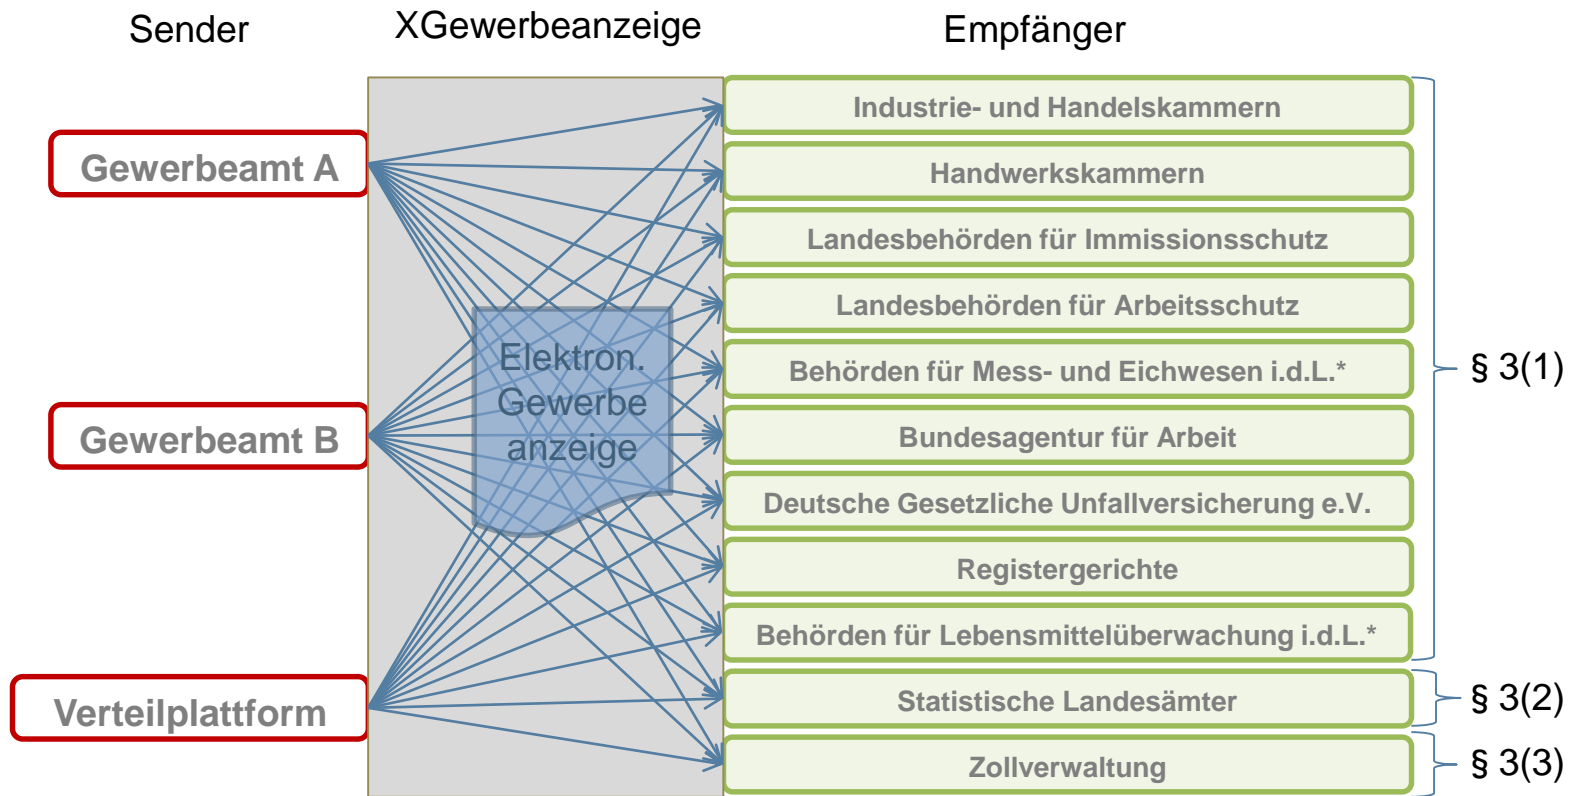 Sender
XGewerbeanzeige
Empfänger
Gewerbeamt A
Gewerbeamt B
Verteilplattform
Elektron.
Gewerbe
anzeige
Industrie- und Handelskammern
Handwerkskammern
Landesbehörden für Immissionsschutz
Landesbehörden für Arbeitsschutz
Behörden für Mess- und Eichwesen i.d.L.*
Bundesagentur für Arbeit
Deutsche Gesetzliche Unfallversicherung e.V.
Registergerichte
Behörden für Lebensmittelüberwachung i.d.L.*
Statistische Landesämter
Zollverwaltung
§ 3(1)
§ 3(2)
§ 3(3)